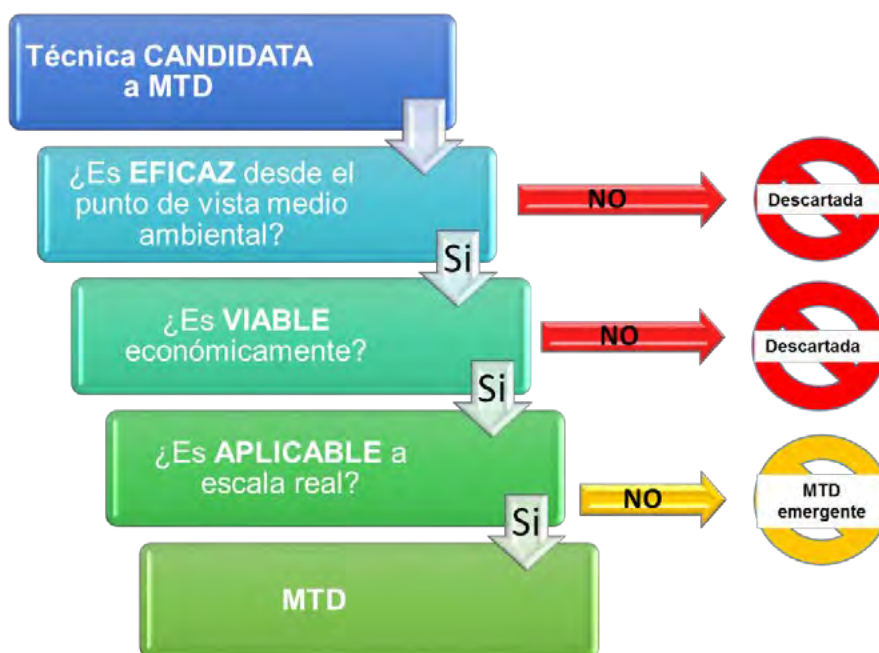 Técnica CANDIDATA
a MTD
¿Es EFICAZ desde el
punto de vista medio
ambiental?
NO
Descartada
Si
¿Es VIABLE
económicamente?
NO
Descartada
Si
¿Es APLICABLE a
escala real?
NO
MTD
emergente
Si
MTD